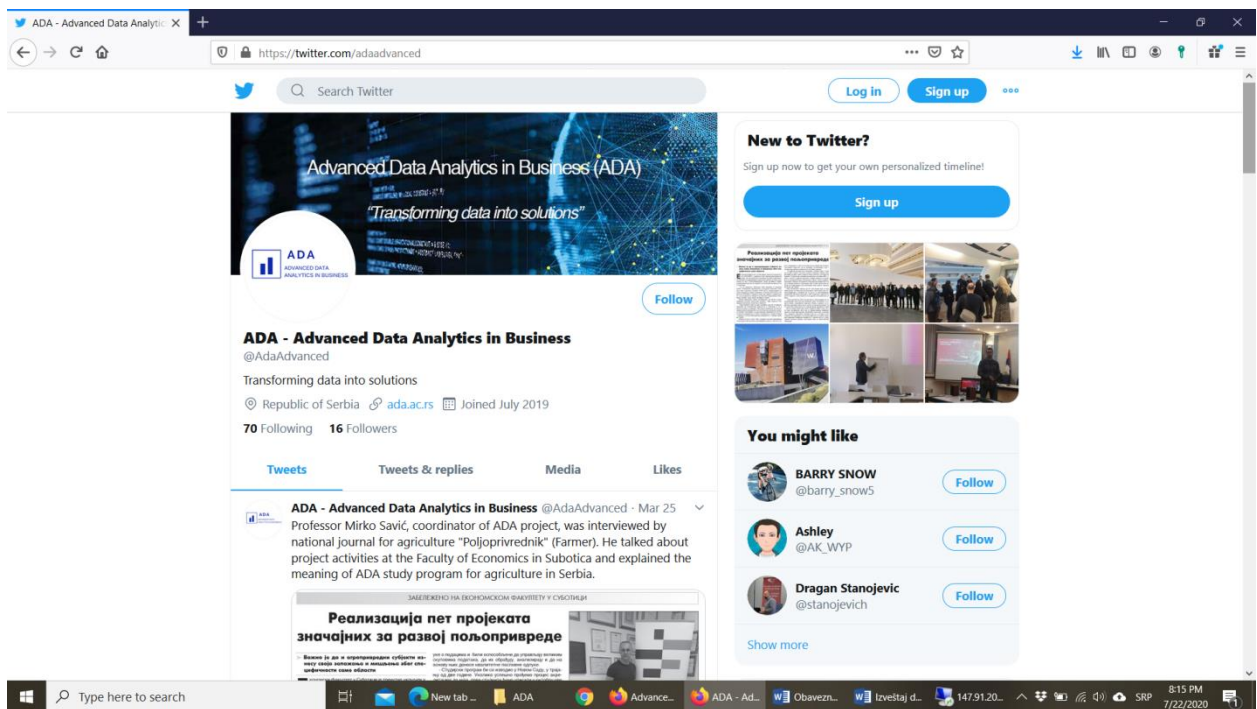 ADA - Advanced Data Analytic
https://twitter.com/adaadvanced
Search Twitter
Log in
Sign up
Advanced Data Analytics in Business (ADA)
"Transforming data into solutions"
ADA
ADVANCED DATA
ANALYTICS IN BUSINESS
Follow
ADA - Advanced Data Analytics in Business
@AdaAdvanced
Transforming data into solutions
Republic of Serbia ada.ac.rs Joined July 2019
70 Following 16 Followers
Tweets Tweets & replies Media Likes
ADA - Advanced Data Analytics in Business @AdaAdvanced · Mar 25
Professor Mirko Savić, coordinator of ADA project, was interviewed by
national journal for agriculture "Poljoprivrednik" (Farmer). He talked about
project activities at the Faculty of Economics in Subotica and explained the
meaning of ADA study program for agriculture in Serbia.
ЗАБЕЛЕЖЕНО НА ЕКОНОМСКОМ ФАКУЛТЕТУ У СУБОТИЦИ
Реализација пет пројеката
значајних за развој пољопривреде
New to Twitter?
Sign up now to get your own personalized timeline!
Sign up
Реализација пет пројеката
значајних за развој пољопривреде
You might like
BARRY SNOW
@barry_snow5
Follow
Ashley
@AK_WYP
Follow
Dragan Stanojevic
@stanojevich
Follow
Show more
Type here to search
New tab ...
ADA
Advance...
ADA - Ad...
Obavezn...
Izveštaj d...
147.91.20...
SRP
8:15 PM
7/22/2020